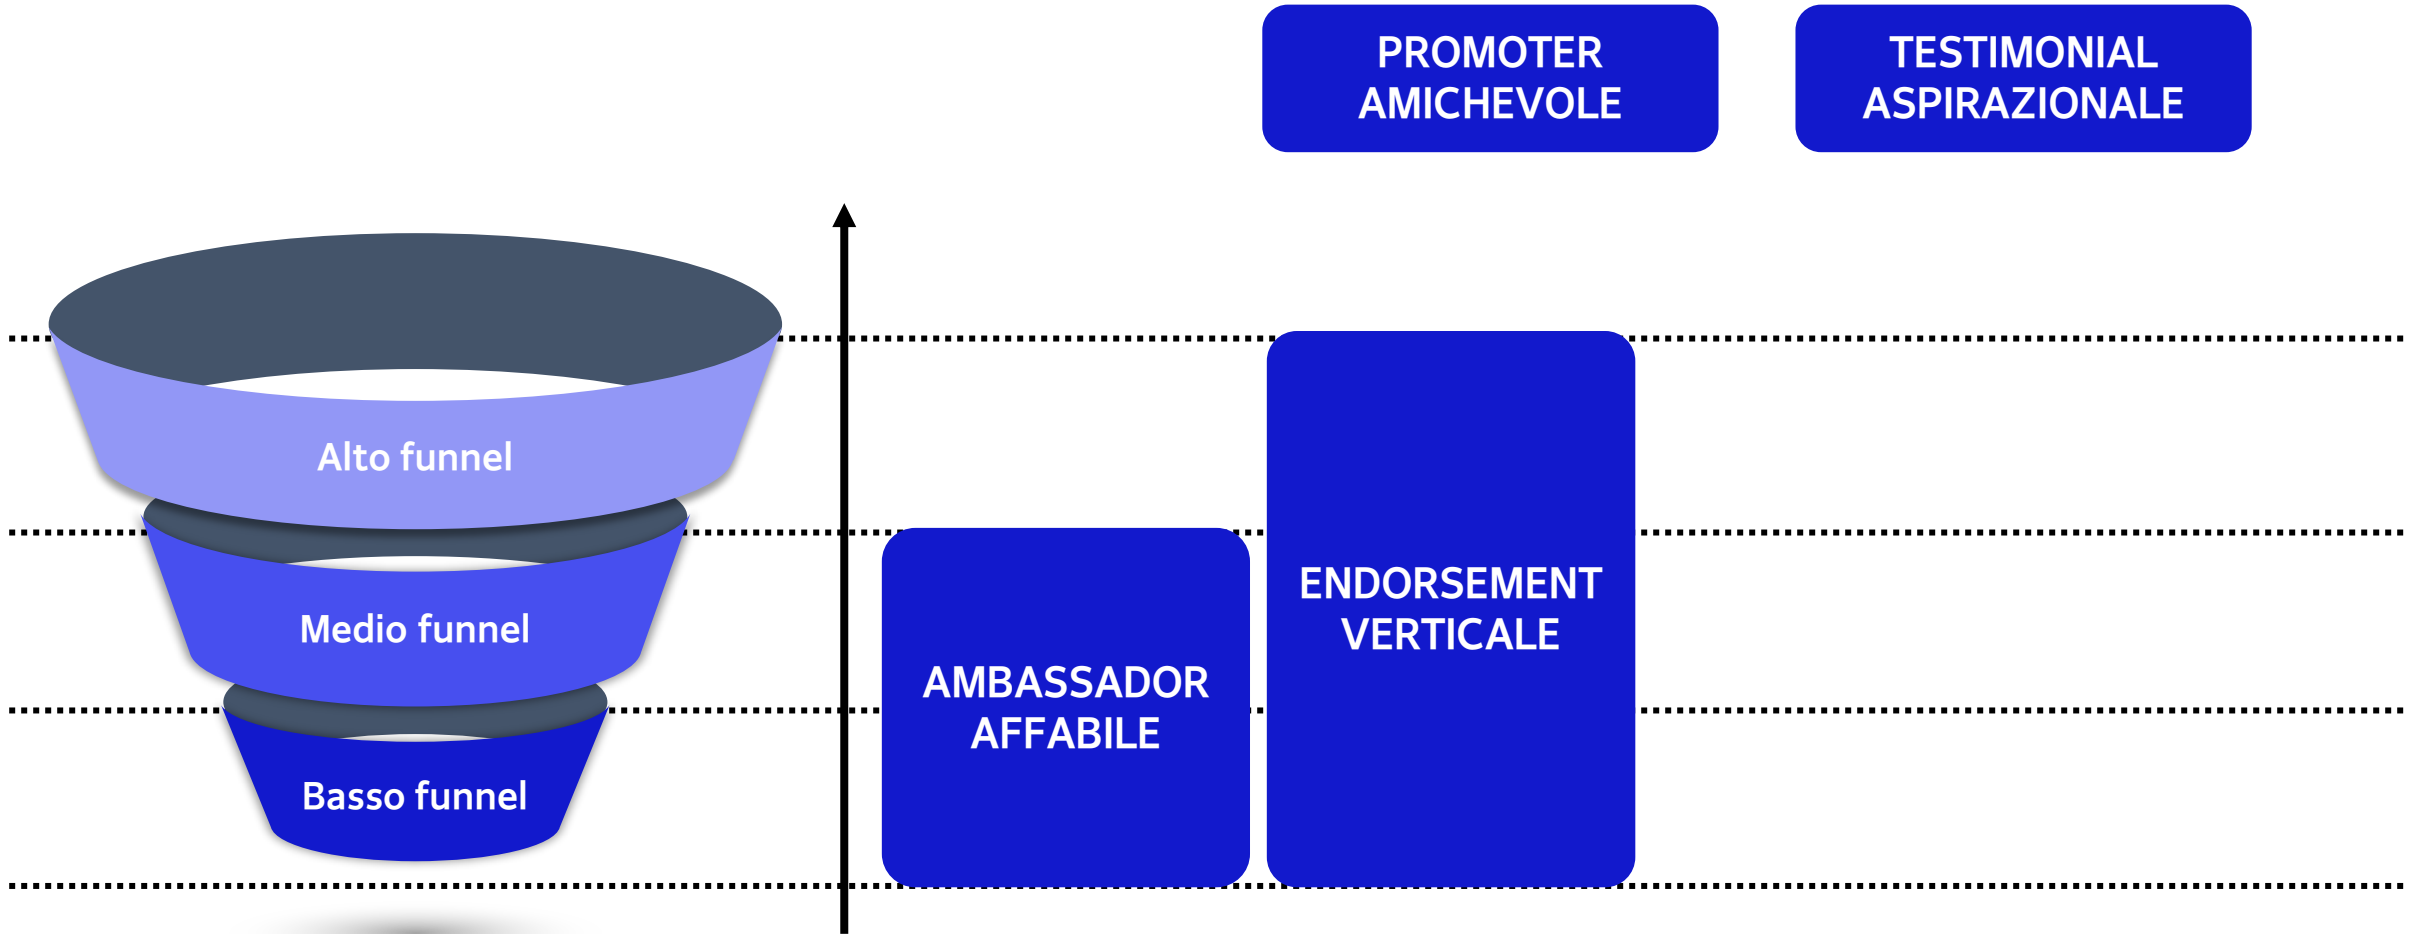 PROMOTER
AMICHEVOLE
TESTIMONIAL
ASPIRAZIONALE
Alto funnel
Medio funnel
Basso funnel
AMBASSADOR
AFFABILE
ENDORSEMENT
VERTICALE